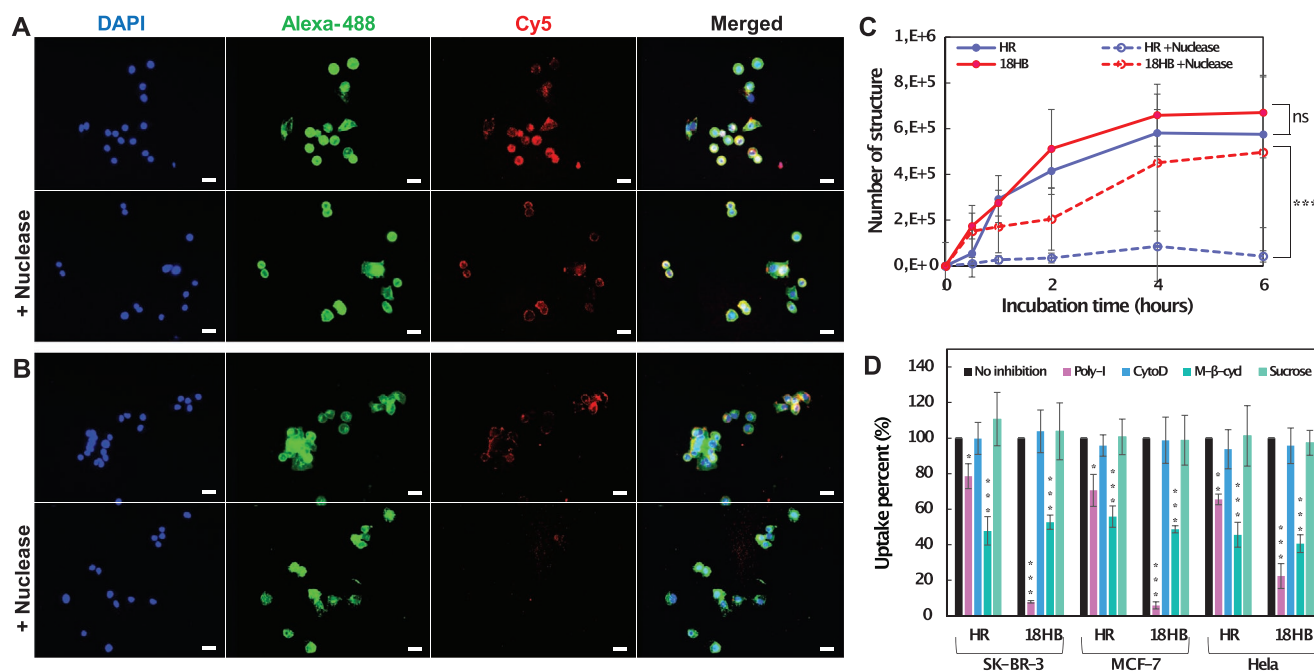 A
DAPI
Alexa-488
Cy5
Merged
+ Nuclease
B
+ Nuclease
C
Number of structure
1,E+6
8,E+5
6,E+5
4,E+5
2,E+5
0,E+0
HR
HR +Nuclease
18HB
18HB +Nuclease
ns
***
0
2
4
6
Incubation time (hours)
D
Uptake percent (%)
140
120
100
80
60
40
20
0
No inhibition
Poly-I
CytoD
M-β-cyd
Sucrose
*
***
***
***
*
***
***
***
**
***
***
***
HR
18HB
HR
18HB
HR
18HB
SK-BR-3
MCF-7
Hela